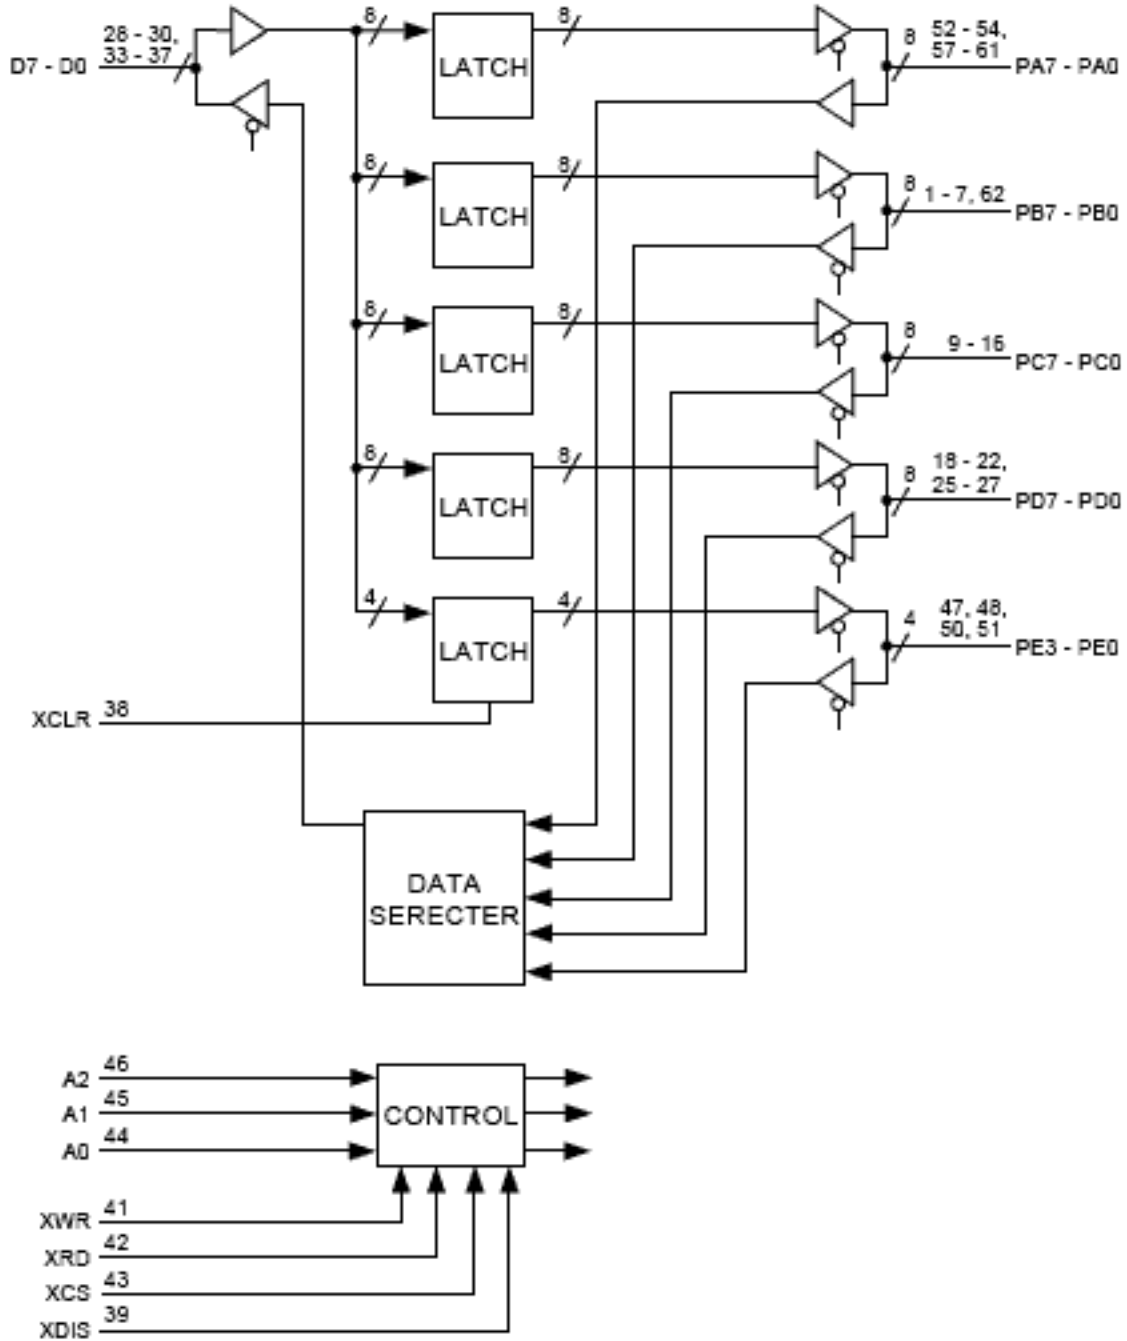 28 - 30,
33 - 37
D7 - D0
8
LATCH
8
8
52 - 54,
57 - 61
PA7 - PA0
8
LATCH
8
8
1 - 7, 62
PB7 - PB0
8
LATCH
8
8
9 - 16
PC7 - PC0
8
LATCH
8
8
18 - 22,
25 - 27
PD7 - PD0
4
LATCH
4
4
47, 48,
50, 51
PE3 - PE0
XCLR 38
DATA
SERECTER
A2 46
A1 45
A0 44
CONTROL
XWR 41
XRD 42
XCS 43
XDIS 39